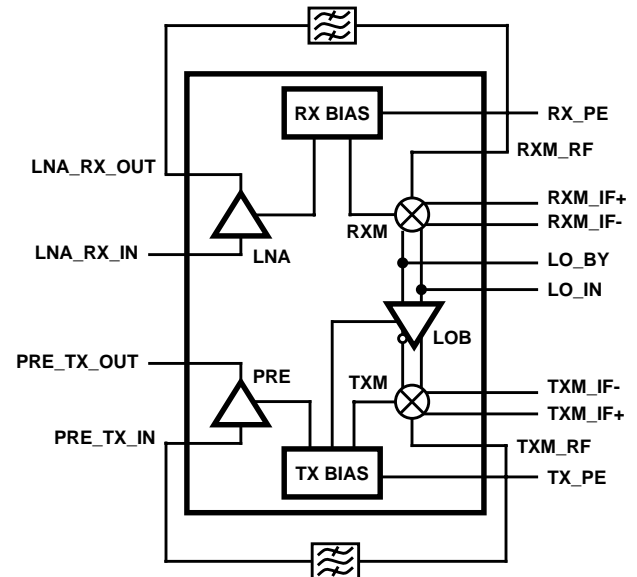 RX BIAS
RX_PE
RXM_RF
LNA_RX_OUT
RXM_IF+
RXM
RXM_IF-
LNA_RX_IN
LNA
LO_BY
LO_IN
LOB
PRE_TX_OUT
PRE
TXM
TXM_IF-
TXM_IF+
PRE_TX_IN
TXM_RF
TX BIAS
TX_PE